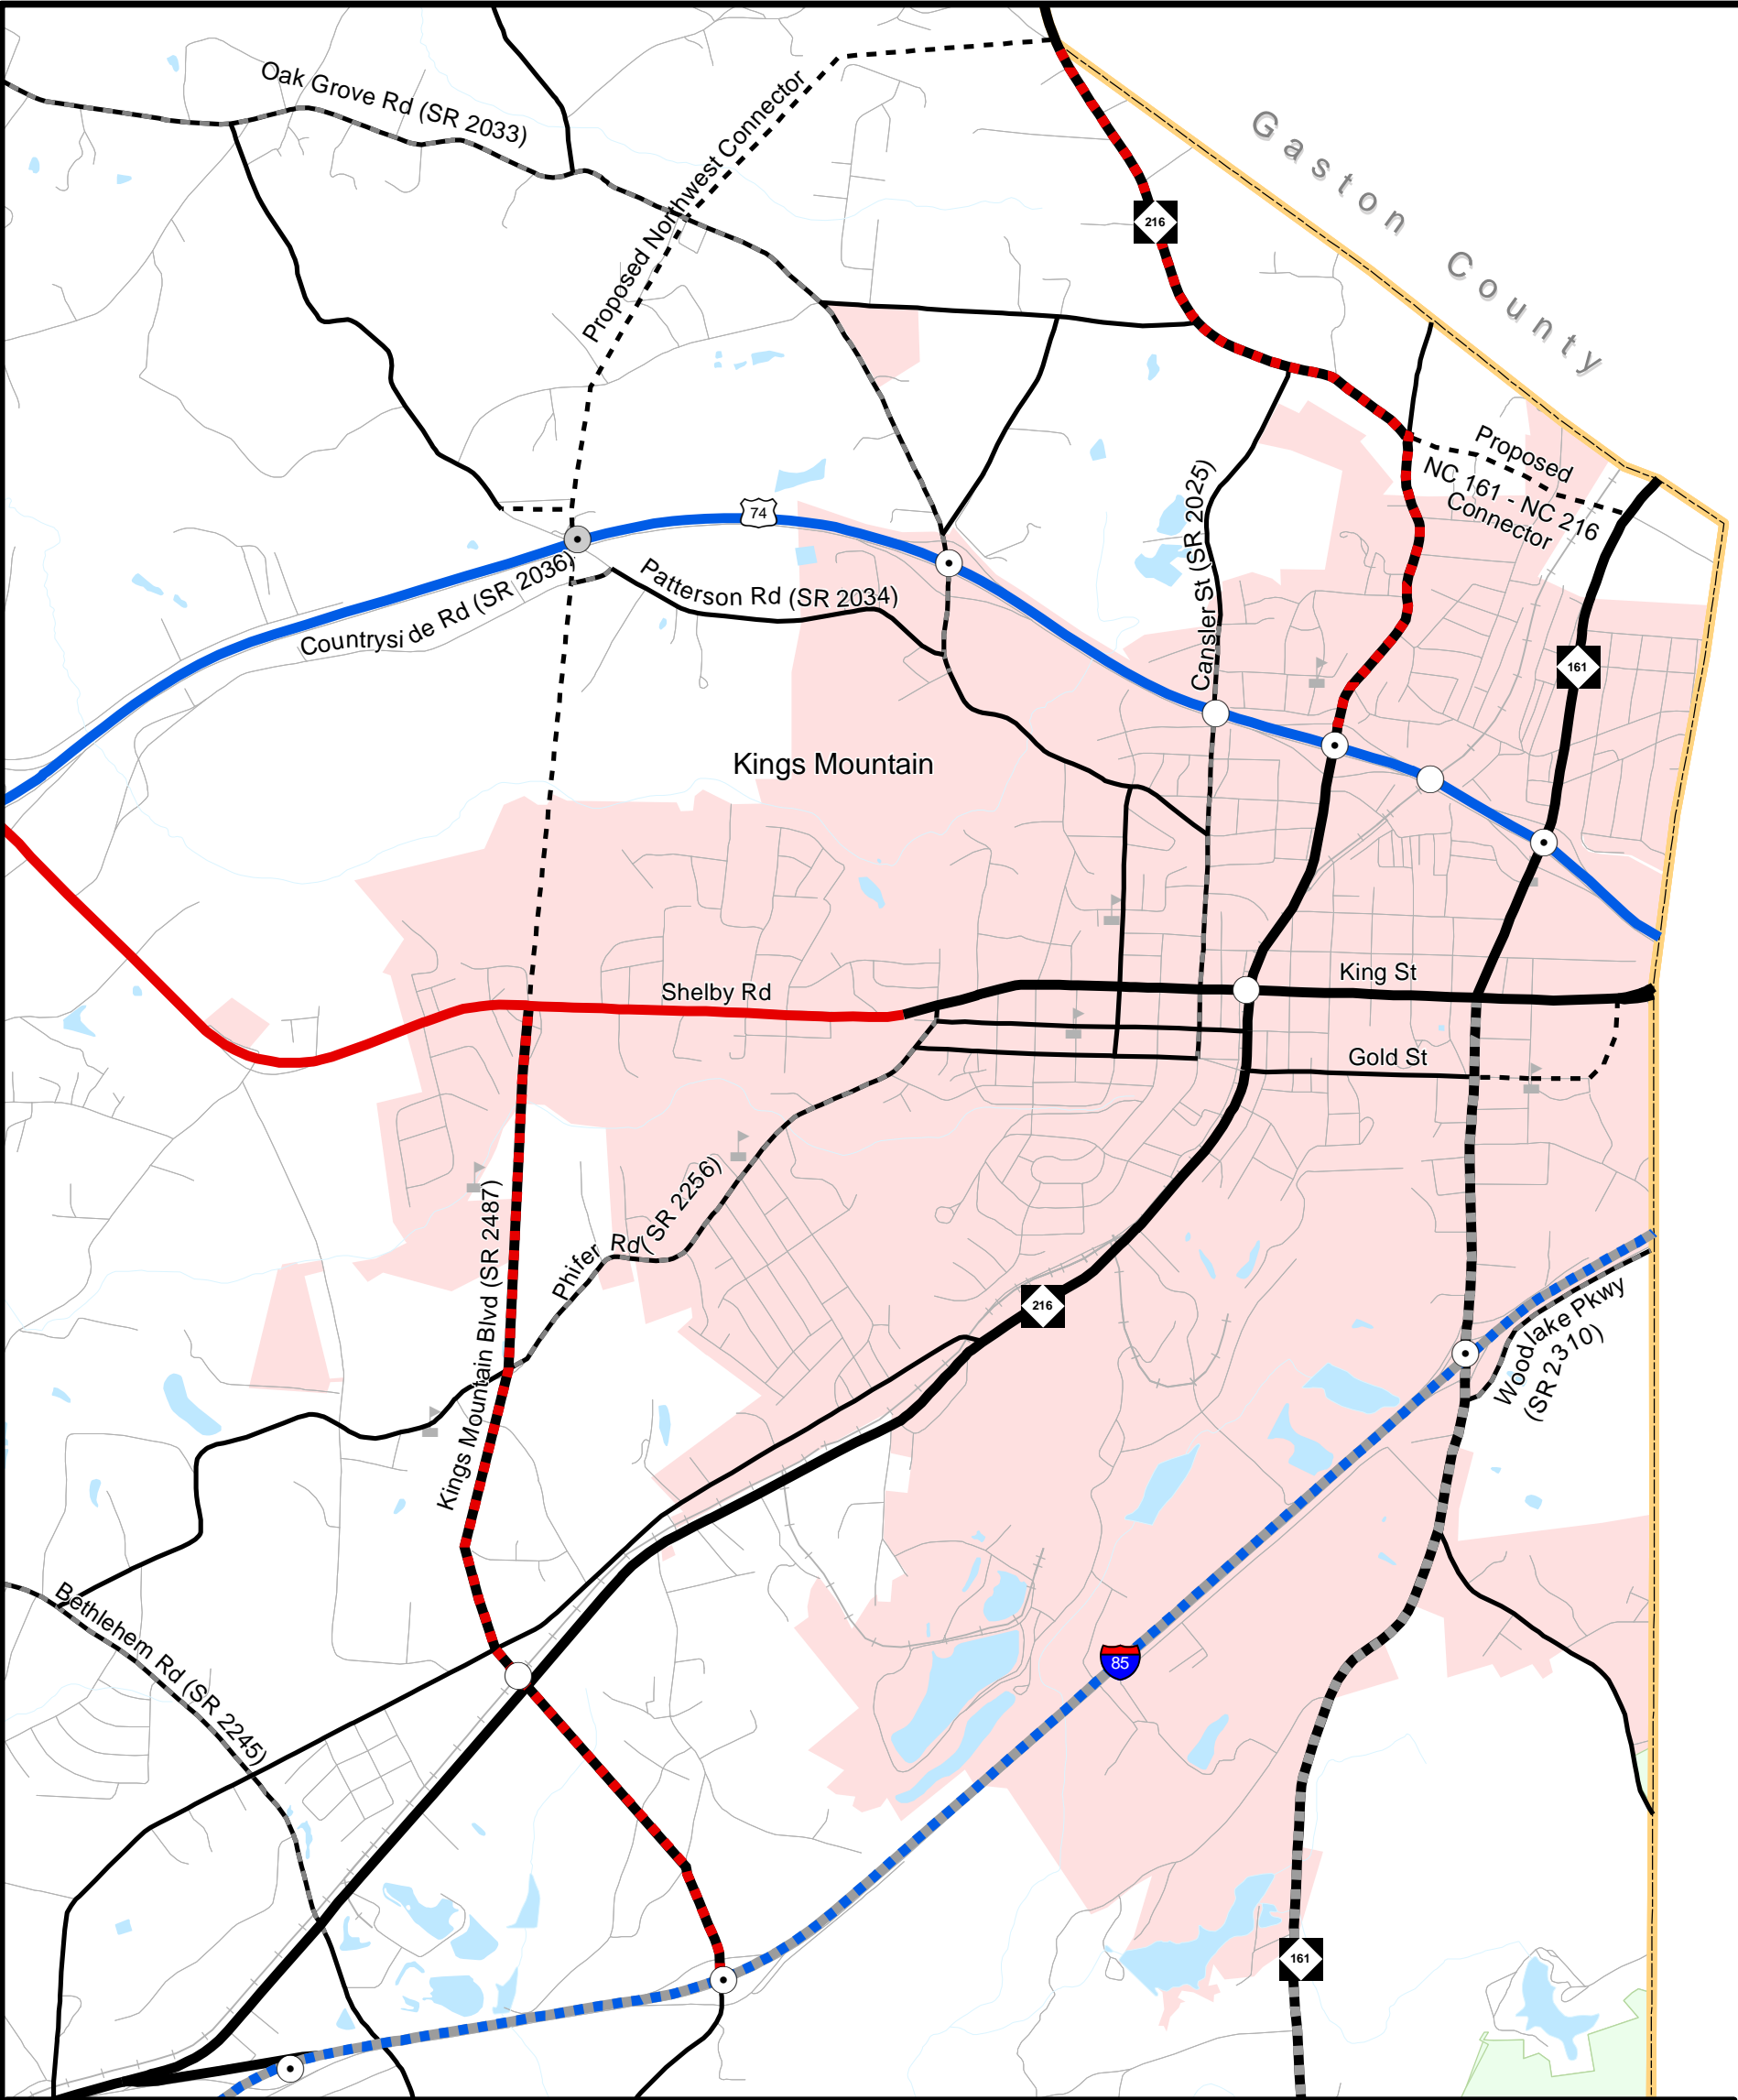 Oak Grove Rd (SR 2033)
Proposed Northwest Connector
Gaston County
216
Proposed
NC 161 - NC 216
Connector
74
Countryside Rd (SR 2036)
Patterson Rd (SR 2034)
Cansler St (SR 2025)
161
Kings Mountain
King St
Shelby Rd
Gold St
Kings Mountain Blvd (SR 2487)
Phifer Rd (SR 2256)
216
Woodlake Pkwy
(SR 2310)
Bethlehem Rd (SR 2245)
85
161